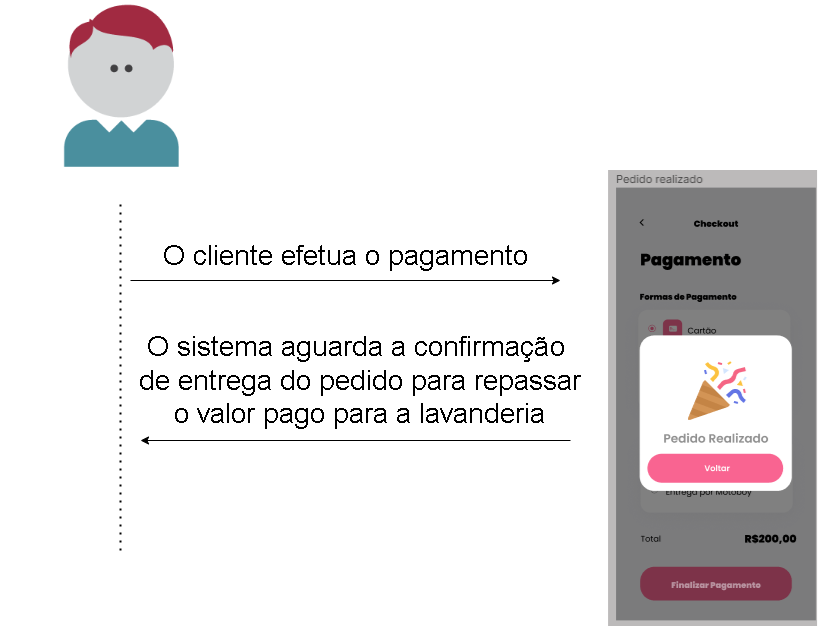 Pedido realizado
Checkout
O cliente efetua o pagamento
Pagamento
Formas de Pagamento
Cartão
O sistema aguarda a confirmação
de entrega do pedido para repassar
o valor pago para a lavanderia
Pedido Realizado
Voltar
Entrega por Motoboy
Total
R$200,00
Finalizar Pagamento